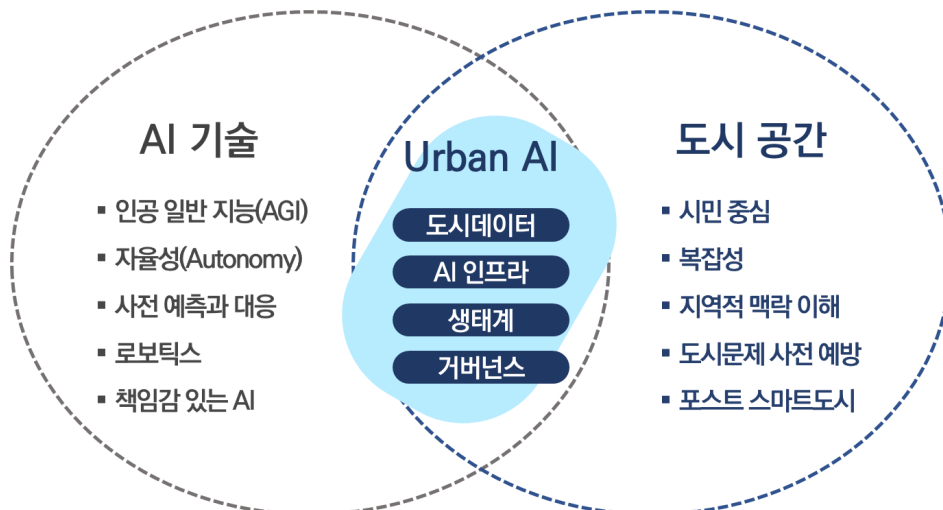 AI 기술
▪ 인공 일반 지능(AGI)
▪ 자율성(Autonomy)
▪ 사전 예측과 대응
▪ 로보틱스
▪ 책임감 있는 AI
Urban AI
도시데이터
AI 인프라
생태계
거버넌스
도시 공간
▪ 시민 중심
▪ 복잡성
▪ 지역적 맥락 이해
▪ 도시문제 사전 예방
▪ 포스트 스마트도시